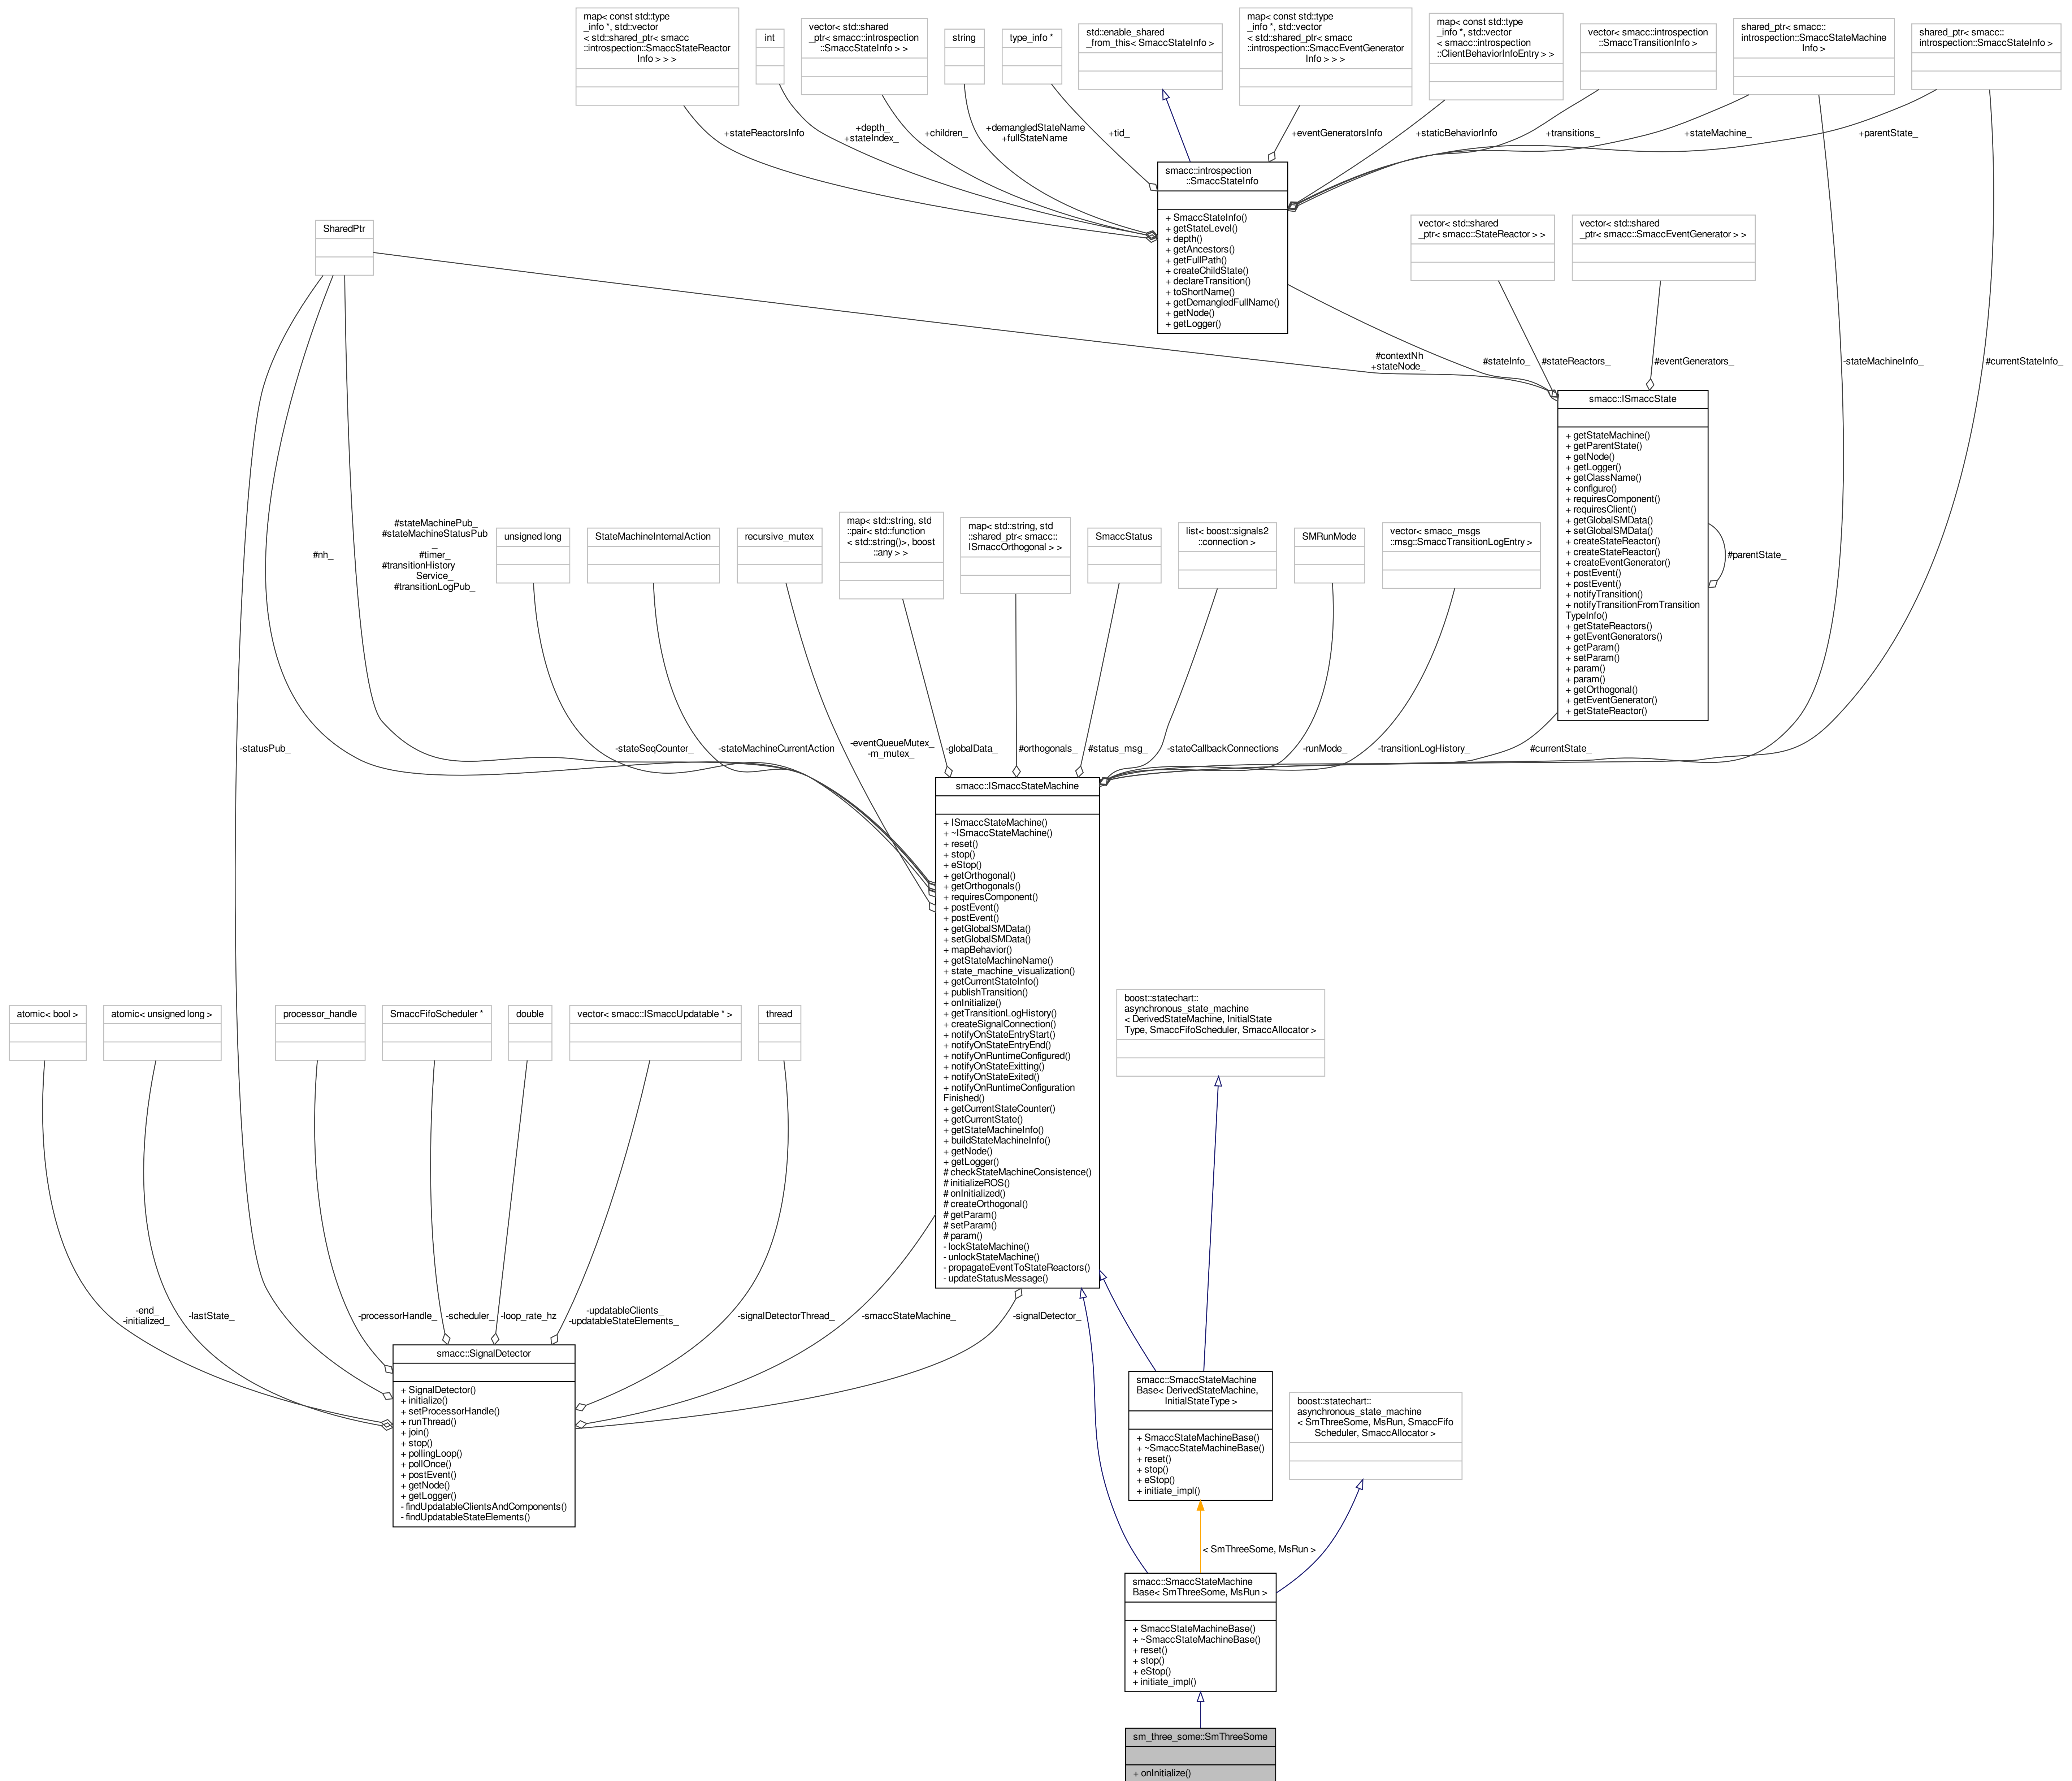 map< const std::type
_info *, std::vector
< std::shared_ptr< smacc
::introspection::SmaccStateReactor
Info > > >
int
vector< std::shared
_ptr< smacc::introspection
::SmaccStateInfo > >
string
type_info *
std::enable_shared
_from_this< SmaccStateInfo >
map< const std::type
_info *, std::vector
< std::shared_ptr< smacc
::introspection::SmaccEventGenerator
Info > > >
map< const std::type
_info *, std::vector
< smacc::introspection
::ClientBehaviorInfoEntry > >
vector< smacc::introspection
::SmaccTransitionInfo >
shared_ptr< smacc::
introspection::SmaccStateMachine
Info >
shared_ptr< smacc::
introspection::SmaccStateInfo >
+stateReactorsInfo
+depth_
+stateIndex_
+children_
+demangledStateName
+fullStateName
+tid_
+eventGeneratorsInfo
+staticBehaviorInfo
+transitions_
+stateMachine_
+parentState_
smacc::introspection
::SmaccStateInfo
+ SmaccStateInfo()
+ getStateLevel()
+ depth()
+ getAncestors()
+ getFullPath()
+ createChildState()
+ declareTransition()
+ toShortName()
+ getDemangledFullName()
+ getNode()
+ getLogger()
SharedPtr
vector< std::shared
_ptr< smacc::StateReactor > >
vector< std::shared
_ptr< smacc::SmaccEventGenerator > >
#contextNh
+stateNode_
#stateInfo_
#stateReactors_
#eventGenerators_
-stateMachineInfo_
#currentStateInfo_
smacc::ISmaccState
+ getStateMachine()
+ getParentState()
+ getNode()
+ getLogger()
+ getClassName()
+ configure()
+ requiresComponent()
+ requiresClient()
+ getGlobalSMData()
+ setGlobalSMData()
+ createStateReactor()
+ createStateReactor()
+ createEventGenerator()
+ postEvent()
+ postEvent()
+ notifyTransition()
+ notifyTransitionFromTransition
TypeInfo()
+ getStateReactors()
+ getEventGenerators()
+ getParam()
+ setParam()
+ param()
+ param()
+ getOrthogonal()
+ getEventGenerator()
+ getStateReactor()
#parentState_
#nh_
#stateMachinePub_
#stateMachineStatusPub
_
#timer_
#transitionHistory
Service_
#transitionLogPub_
unsigned long
StateMachineInternalAction
recursive_mutex
map< std::string, std
::pair< std::function
< std::string()>, boost
::any > >
map< std::string, std
::shared_ptr< smacc::
ISmaccOrthogonal > >
SmaccStatus
list< boost::signals2
::connection >
SMRunMode
vector< smacc_msgs
::msg::SmaccTransitionLogEntry >
-statusPub_
-stateSeqCounter_
-stateMachineCurrentAction
-eventQueueMutex_
-m_mutex_
-globalData_
#orthogonals_
#status_msg_
-stateCallbackConnections
-runMode_
-transitionLogHistory_
#currentState_
smacc::ISmaccStateMachine
+ ISmaccStateMachine()
+ ~ISmaccStateMachine()
+ reset()
+ stop()
+ eStop()
+ getOrthogonal()
+ getOrthogonals()
+ requiresComponent()
+ postEvent()
+ postEvent()
+ getGlobalSMData()
+ setGlobalSMData()
+ mapBehavior()
+ getStateMachineName()
+ state_machine_visualization()
+ getCurrentStateInfo()
+ publishTransition()
+ onInitialize()
+ getTransitionLogHistory()
+ createSignalConnection()
+ notifyOnStateEntryStart()
+ notifyOnStateEntryEnd()
+ notifyOnRuntimeConfigured()
+ notifyOnStateExitting()
+ notifyOnStateExited()
+ notifyOnRuntimeConfiguration
Finished()
+ getCurrentStateCounter()
+ getCurrentState()
+ getStateMachineInfo()
+ buildStateMachineInfo()
+ getNode()
+ getLogger()
# checkStateMachineConsistence()
# initializeROS()
# onInitialized()
# createOrthogonal()
# getParam()
# setParam()
# param()
- lockStateMachine()
- unlockStateMachine()
- propagateEventToStateReactors()
- updateStatusMessage()
atomic< bool >
atomic< unsigned long >
processor_handle
SmaccFifoScheduler *
double
vector< smacc::ISmaccUpdatable * >
thread
boost::statechart::
asynchronous_state_machine
< DerivedStateMachine, InitialState
Type, SmaccFifoScheduler, SmaccAllocator >
-end_
-initialized_
-lastState_
-processorHandle_
-scheduler_
-loop_rate_hz
-updatableClients_
-updatableStateElements_
-signalDetectorThread_
-smaccStateMachine_
-signalDetector_
smacc::SignalDetector
+ SignalDetector()
+ initialize()
+ setProcessorHandle()
+ runThread()
+ join()
+ stop()
+ pollingLoop()
+ pollOnce()
+ postEvent()
+ getNode()
+ getLogger()
- findUpdatableClientsAndComponents()
- findUpdatableStateElements()
smacc::SmaccStateMachine
Base< DerivedStateMachine,
InitialStateType >
+ SmaccStateMachineBase()
+ ~SmaccStateMachineBase()
+ reset()
+ stop()
+ eStop()
+ initiate_impl()
boost::statechart::
asynchronous_state_machine
< SmThreeSome, MsRun, SmaccFifo
Scheduler, SmaccAllocator >
< SmThreeSome, MsRun >
smacc::SmaccStateMachine
Base< SmThreeSome, MsRun >
+ SmaccStateMachineBase()
+ ~SmaccStateMachineBase()
+ reset()
+ stop()
+ eStop()
+ initiate_impl()
sm_three_some::SmThreeSome
+ onInitialize()